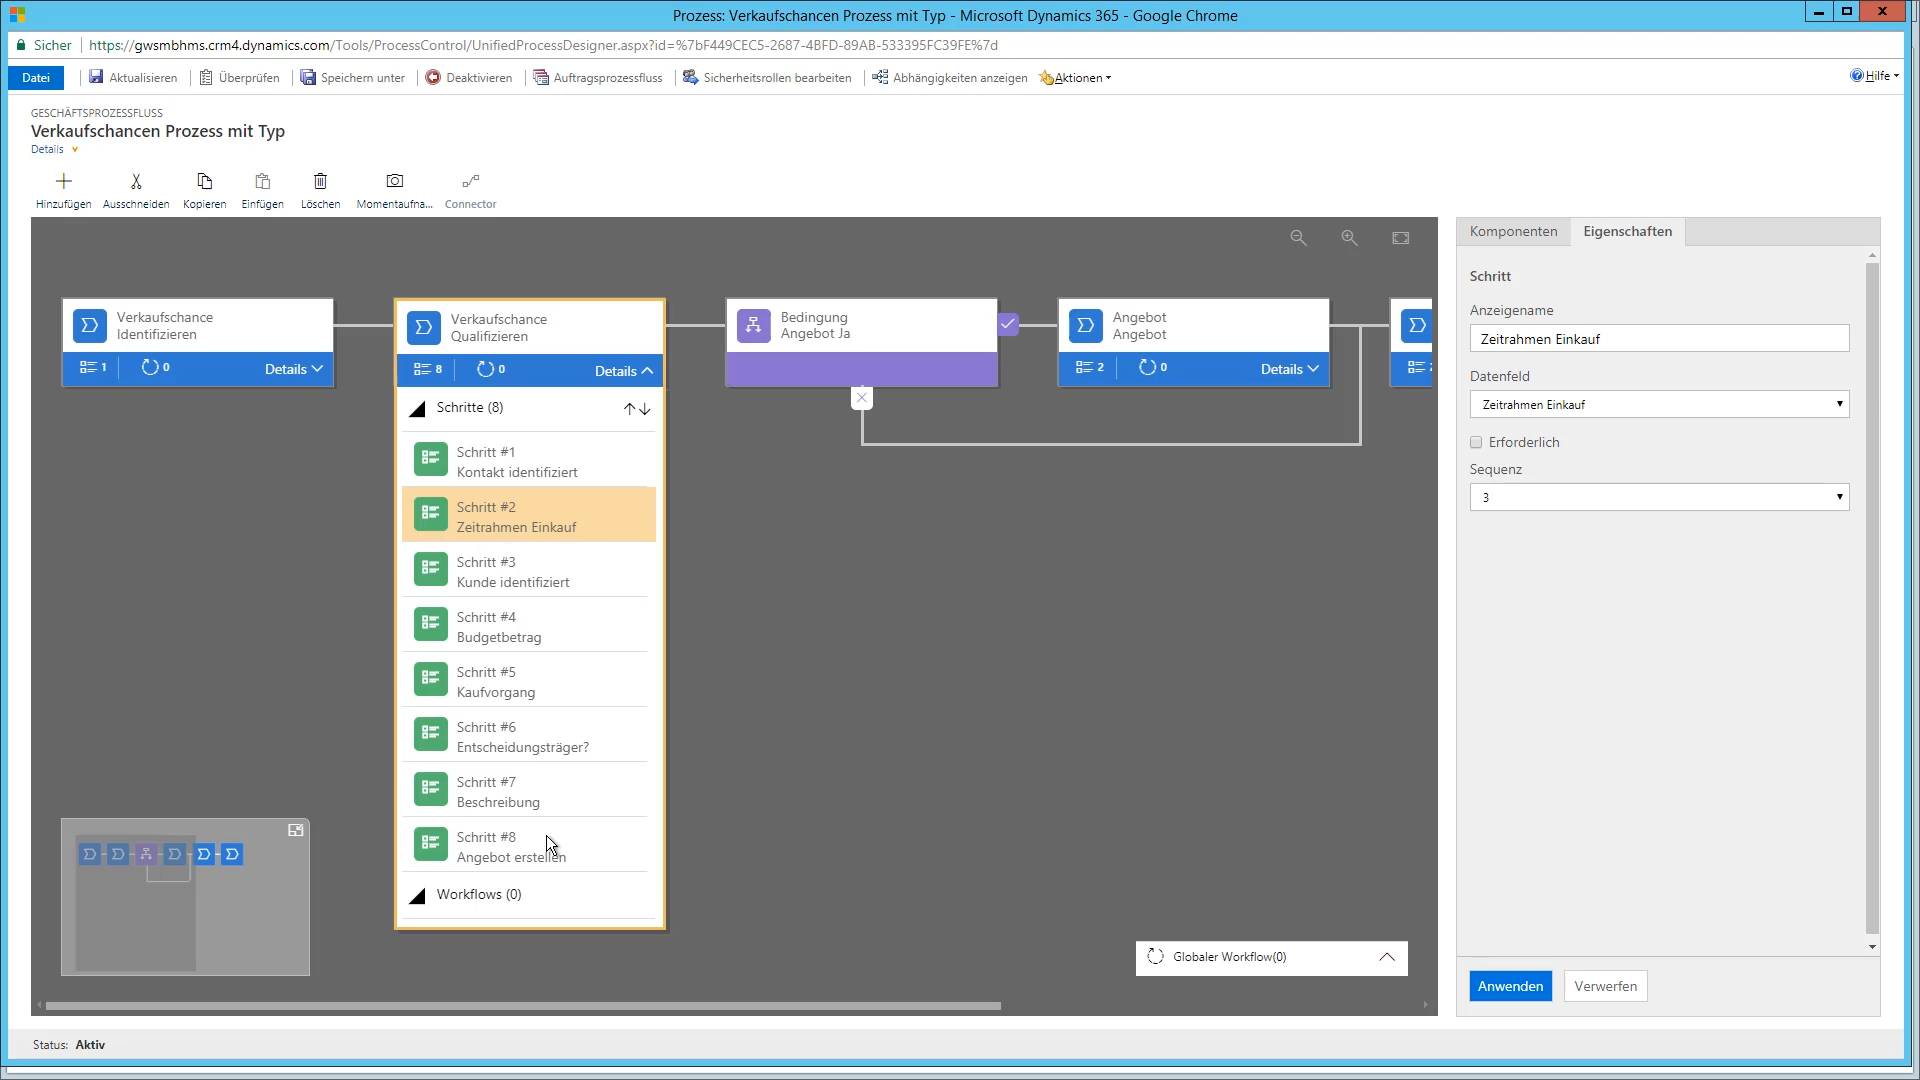 Prozess: Verkaufschancen Prozess mit Typ - Microsoft Dynamics 365 - Google Chrome
Sicher https://gwsmbhms.crm4.dynamics.com/Tools/ProcessControl/UnifiedProcessDesigner.aspx?id=%7bF449CEC5-2687-4BFD-89AB-533395FC39FE%7d
Datei Aktualisieren Überprüfen Speichern unter Deaktivieren Auftragsprozessfluss Sicherheitsrollen bearbeiten Abhängigkeiten anzeigen Aktionen Hilfe
GESCHÄFTSPROZESSFLUSS
Verkaufschancen Prozess mit Typ
Details
Hinzufügen Ausschneiden Kopieren Einfügen Löschen Momentaufna... Connector
Verkaufschance
Identifizieren
1 0 Details
Verkaufschance
Qualifizieren
8 0 Details
Schritte (8)
Schritt #1
Kontakt identifiziert
Schritt #2
Zeitrahmen Einkauf
Schritt #3
Kunde identifiziert
Schritt #4
Budgetbetrag
Schritt #5
Kaufvorgang
Schritt #6
Entscheidungsträger?
Schritt #7
Beschreibung
Schritt #8
Angebot erstellen
Workflows (0)
Bedingung
Angebot Ja
Angebot
Angebot
2 0 Details
Globaler Workflow(0)
Komponenten Eigenschaften
Schritt
Anzeigename
Zeitrahmen Einkauf
Datenfeld
Zeitrahmen Einkauf
Erforderlich
Sequenz
3
Anwenden Verwerfen
Status: Aktiv